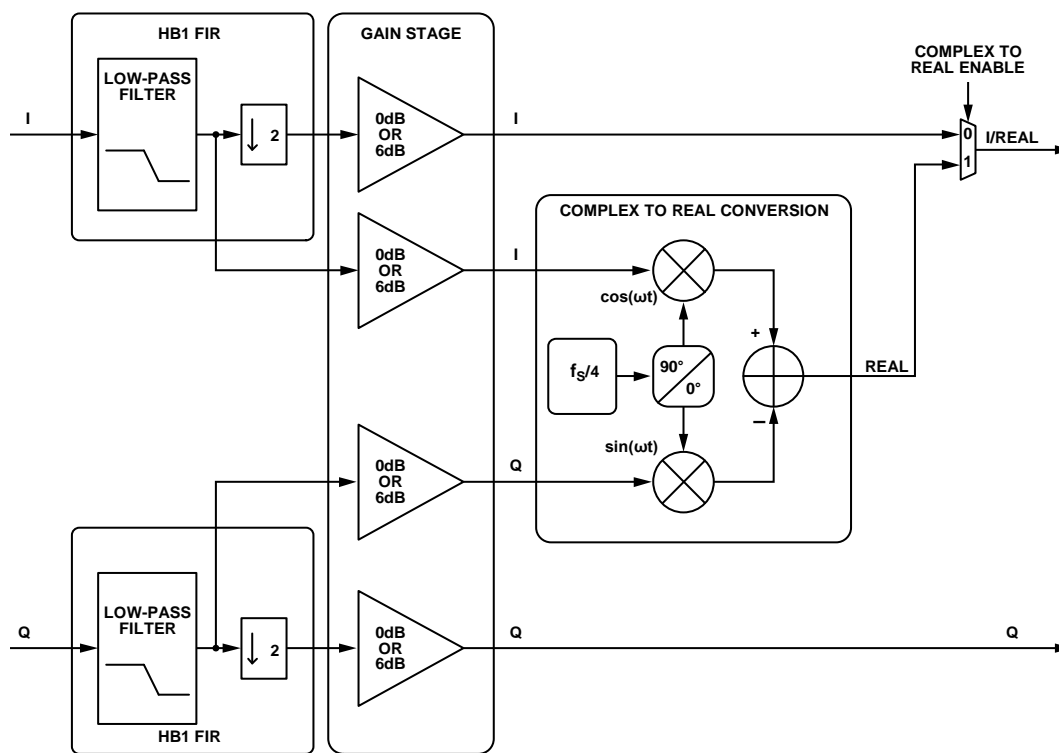 HB1 FIR
GAIN STAGE
LOW-PASS
FILTER
COMPLEX TO
REAL ENABLE
I
2
0dB
OR
6dB
I
0
1
I/REAL
COMPLEX TO REAL CONVERSION
0dB
OR
6dB
I
cos(ωt)
+
fS/4
90°
0°
REAL
–
sin(ωt)
0dB
OR
6dB
Q
LOW-PASS
FILTER
Q
2
0dB
OR
6dB
Q
Q
HB1 FIR